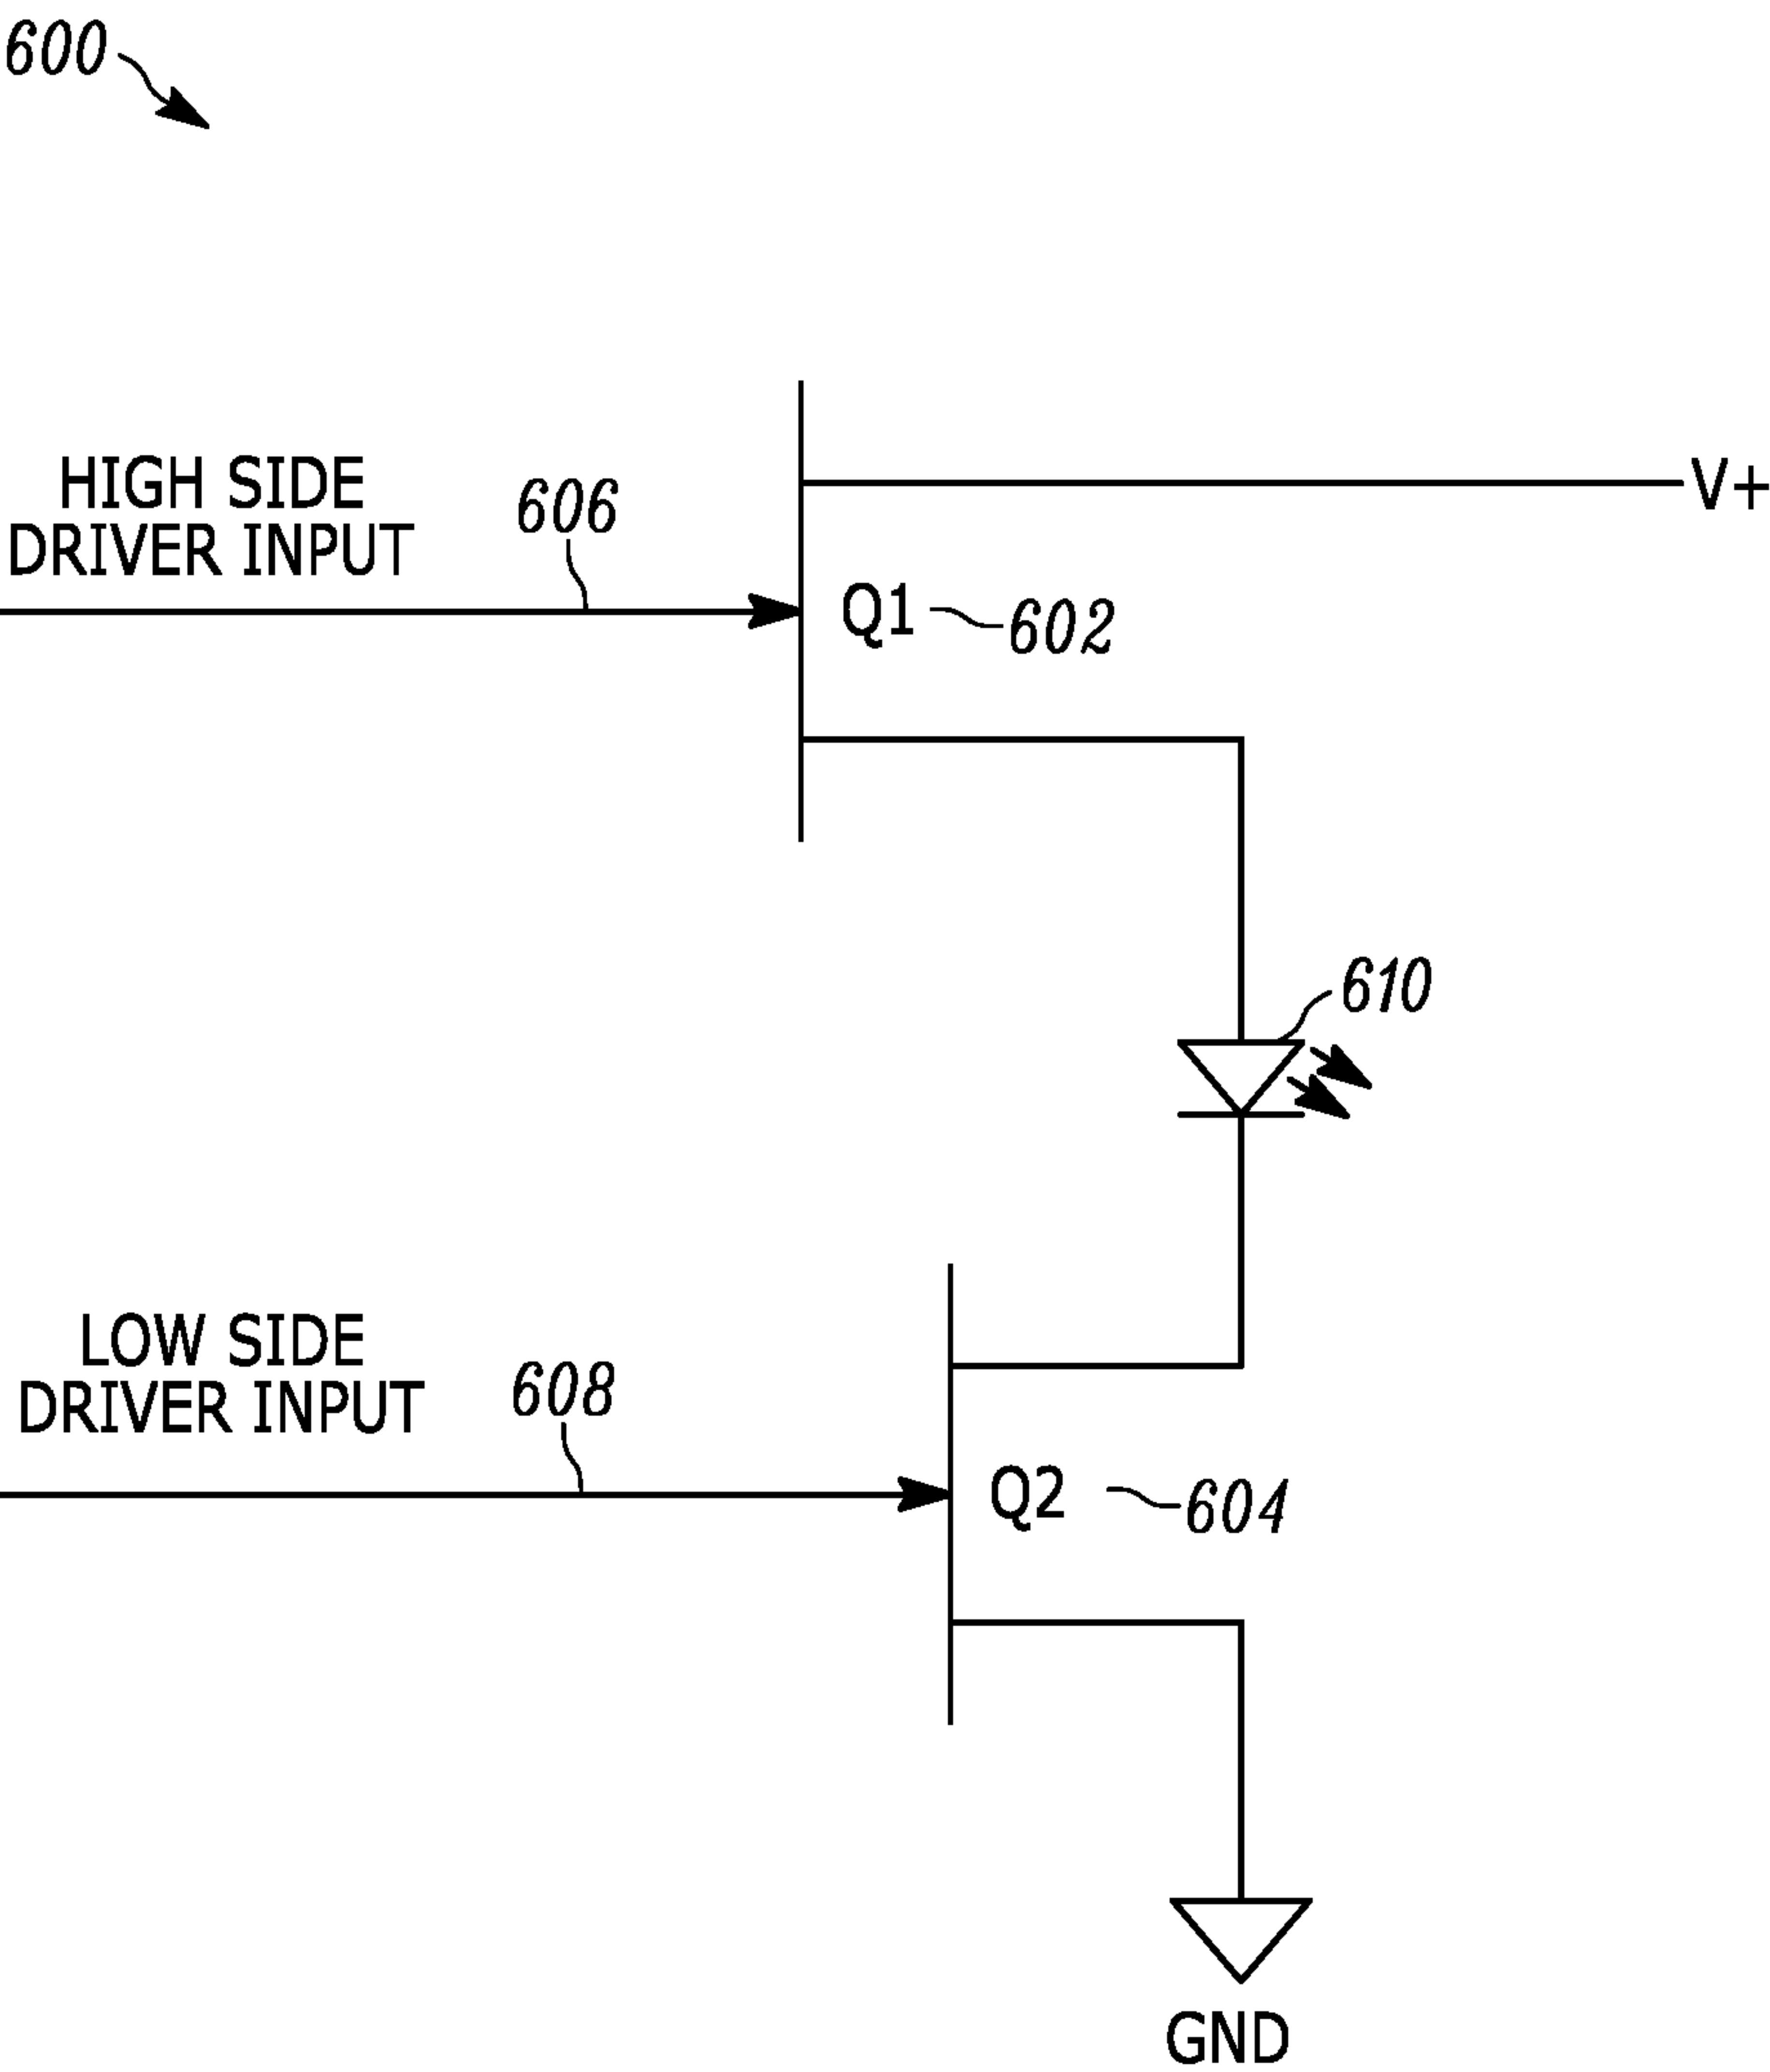 600
HIGH SIDE
DRIVER INPUT
606
V+
Q1
602
610
LOW SIDE
DRIVER INPUT
608
Q2
604
GND